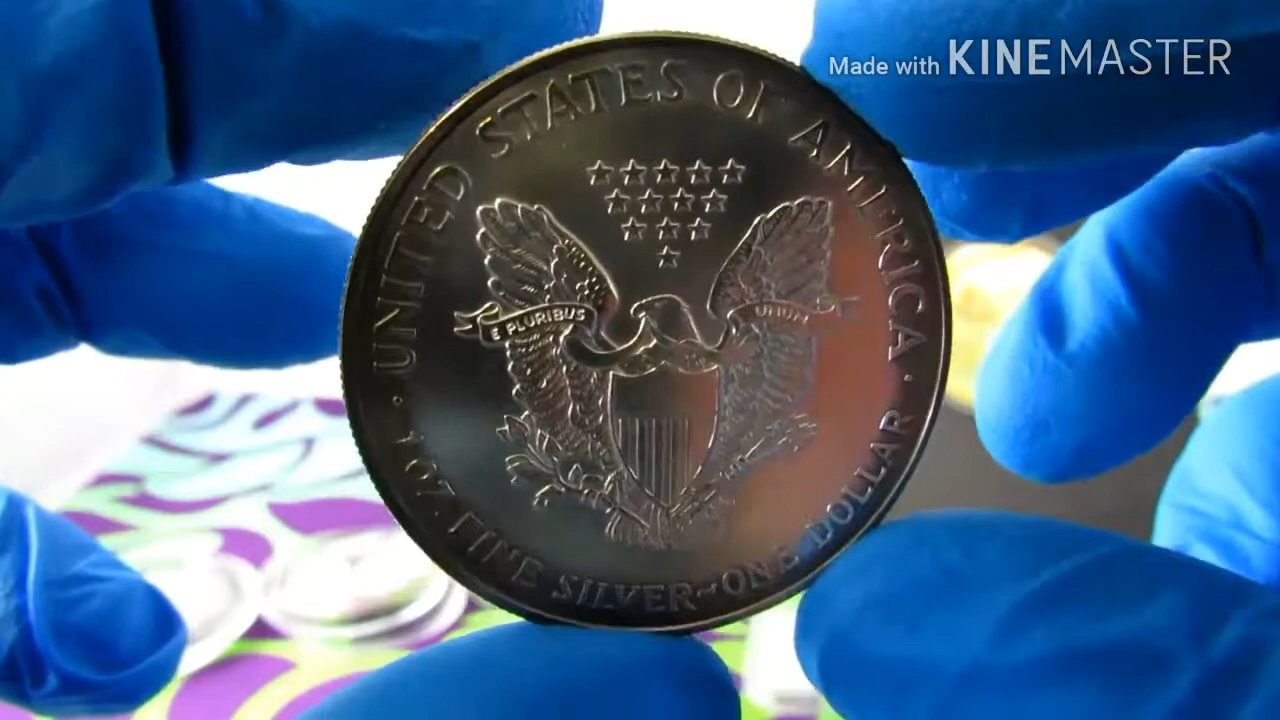 Made with KINEMASTER
UNITED STATES OF AMERICA
E PLURIBUS UNUM
1 OZ. FINE SILVER~ONE DOLLAR